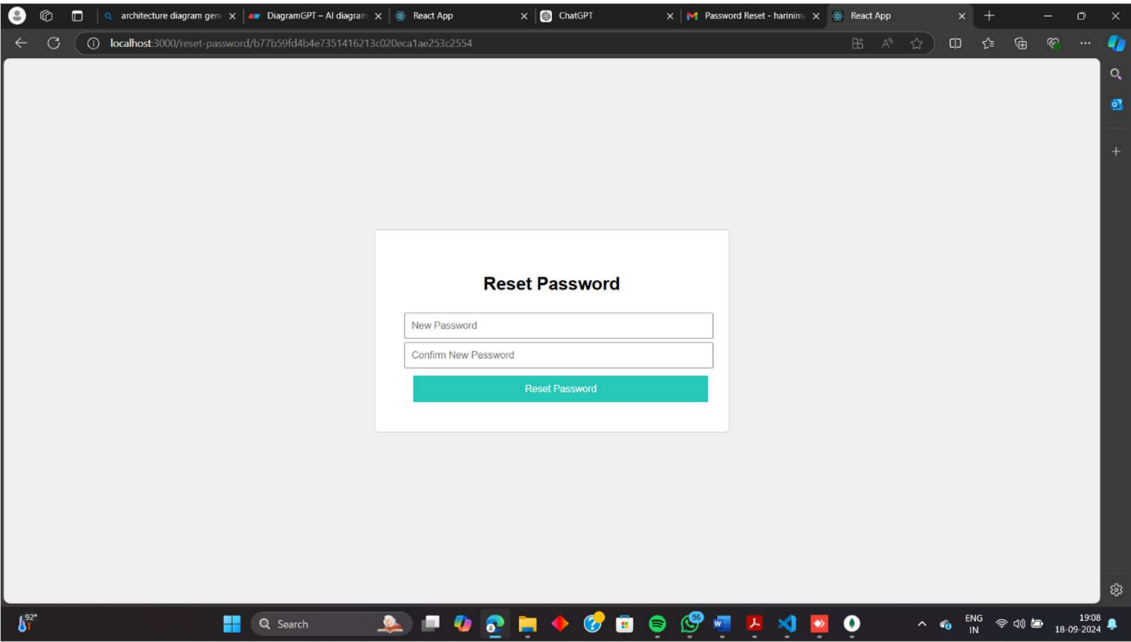 architecture diagram gen
DiagramGPT – AI diagram
React App
ChatGPT
Password Reset - harinim
React App
localhost:3000/reset-password/b77b59fd4b4e7351416213c020eca1ae253c2554
Reset Password
New Password
Confirm New Password
Reset Password
92°
Search
96
ENG
IN
19:08
18-09-2024